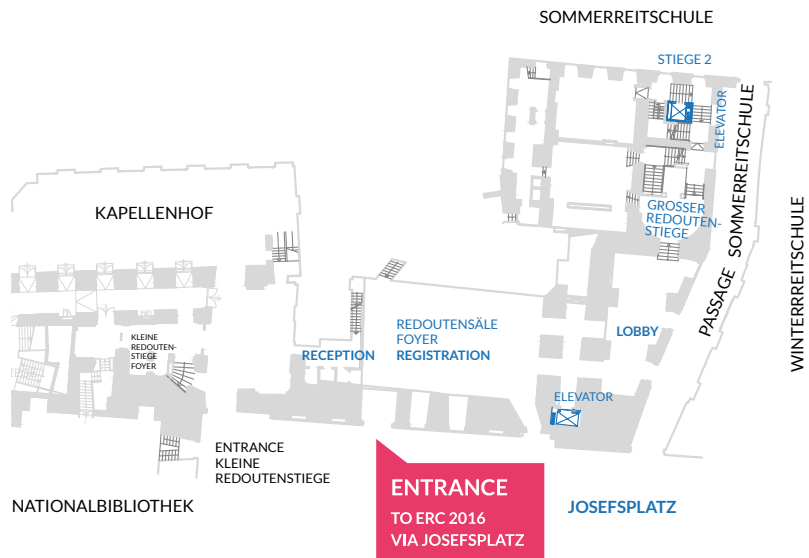 SOMMERREITSCHULE
STIEGE 2
ELEVATOR
PASSAGE SOMMERREITSCHULE
WINTERRREITSCHULE
KAPELLENHOF
GROSSER
REDOUTEN-
STIEGE
KLEINE
REDOUTEN-
STIEGE
FOYER
RECEPTION
REDOUTENSÄLE
FOYER
REGISTRATION
LOBBY
ELEVATOR
ENTRANCE
KLEINE
REDOUTENSTIEGE
NATIONALBIBLIOTHEK
ENTRANCE
TO ERC 2016
VIA JOSEFSPLATZ
JOSEFSPLATZ